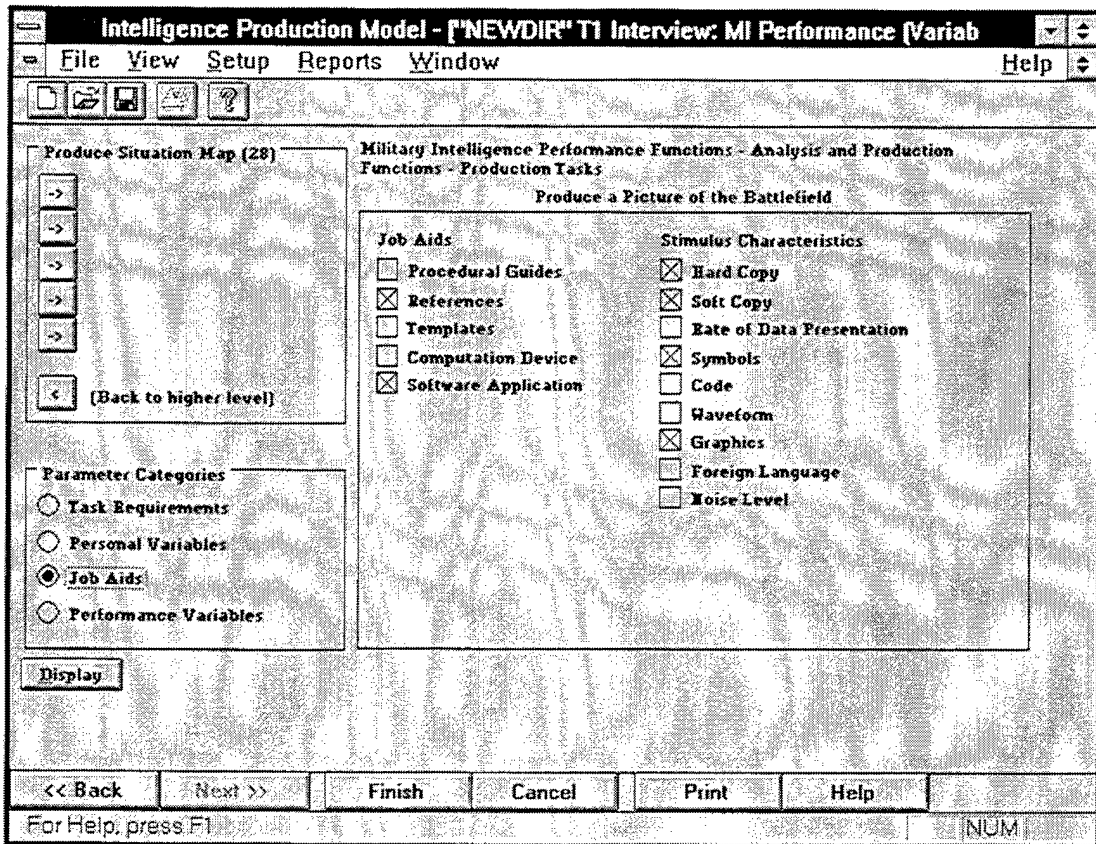 Intelligence Production Model - ["NEWDIR" T1 Interview: MI Performance (Variab
File View Setup Reports Window Help
?
Produce Situation Map (28)
->
->
->
->
->
< (Back to higher level)
Parameter Categories
Task Requirements
Personal Variables
Job Aids
Performance Variables
Display
Military Intelligence Performance Functions - Analysis and Production
Functions - Production Tasks
Produce a Picture of the Battlefield
Job Aids
Procedural Guides
References
Templates
Computation Device
Software Application
Stimulus Characteristics
Hard Copy
Soft Copy
Rate of Data Presentation
Symbols
Code
Waveform
Graphics
Foreign Language
Noise Level
<< Back Next >> Finish Cancel Print Help
For Help, press F1 NUM